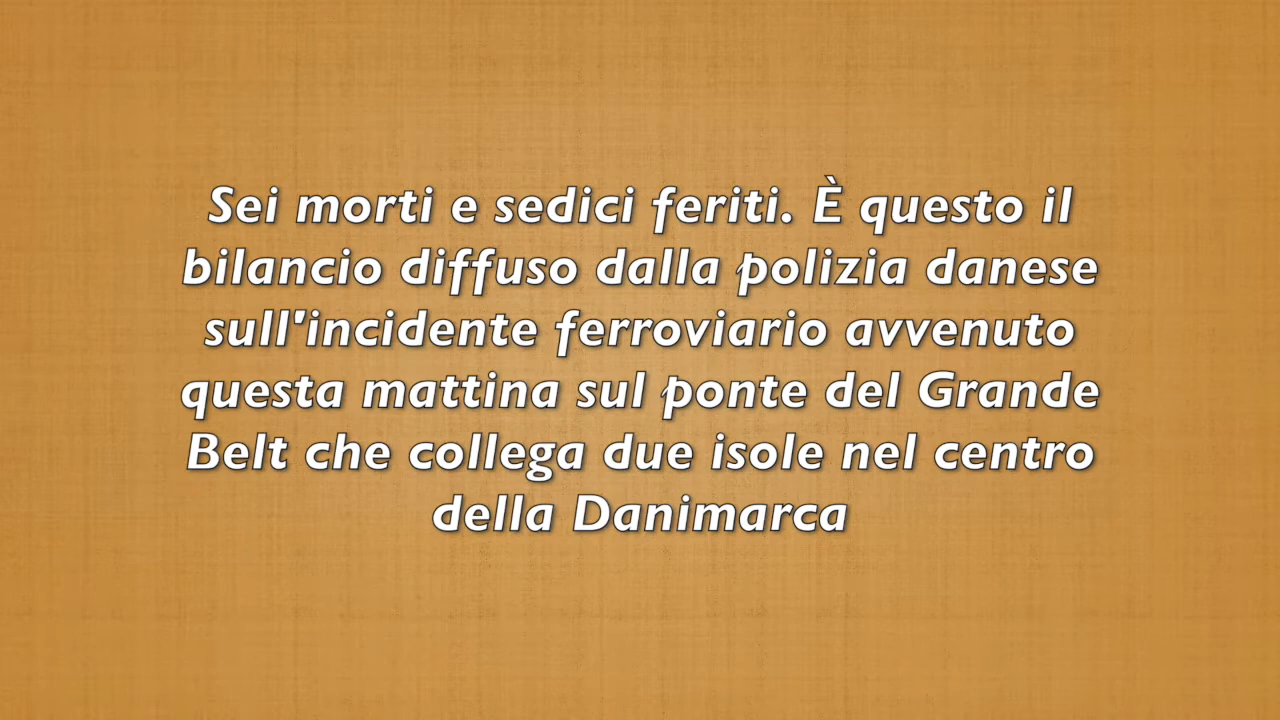 Sei morti e sedici feriti. È questo il
bilancio diffuso dalla polizia danese
sull'incidente ferroviario avvenuto
questa mattina sul ponte del Grande
Belt che collega due isole nel centro
della Danimarca